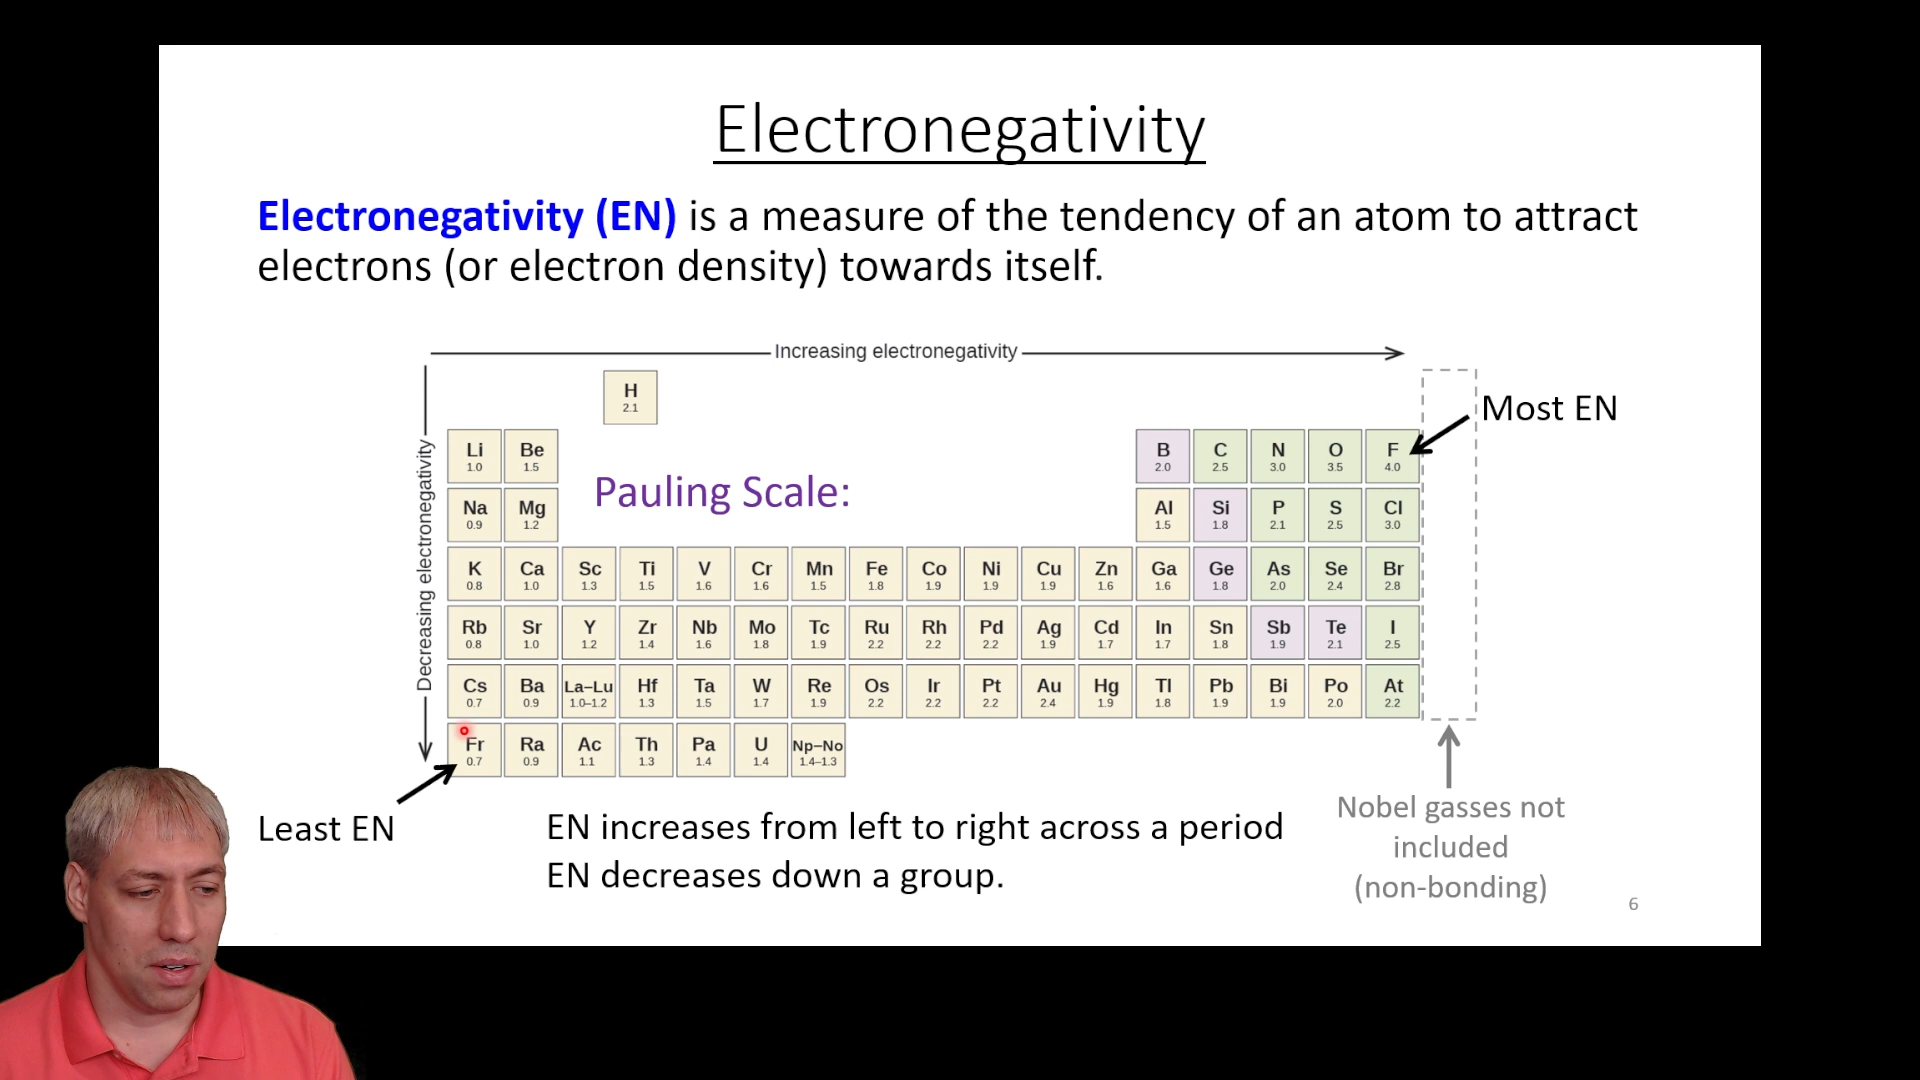 Electronegativity
Electronegativity (EN) is a measure of the tendency of an atom to attract
electrons (or electron density) towards itself.
Increasing electronegativity
Decreasing electronegativity
H
2.1
Most EN
Li Be B C N O F
1.0 1.5 2.0 2.5 3.0 3.5 4.0
Pauling Scale:
Na Mg Al Si P S Cl
0.9 1.2 1.5 1.8 2.1 2.5 3.0
K Ca Sc Ti V Cr Mn Fe Co Ni Cu Zn Ga Ge As Se Br
0.8 1.0 1.3 1.5 1.6 1.6 1.5 1.8 1.9 1.9 1.9 1.6 1.6 1.8 2.0 2.4 2.8
Rb Sr Y Zr Nb Mo Tc Ru Rh Pd Ag Cd In Sn Sb Te I
0.8 1.0 1.2 1.4 1.6 1.8 1.9 2.2 2.2 2.2 1.9 1.7 1.7 1.8 1.9 2.1 2.5
Cs Ba La–Lu Hf Ta W Re Os Ir Pt Au Hg Tl Pb Bi Po At
0.7 0.9 1.0–1.2 1.3 1.5 1.7 1.9 2.2 2.2 2.2 2.4 1.9 1.8 1.9 1.9 2.0 2.2
Fr Ra Ac Th Pa U Np–No
0.7 0.9 1.1 1.3 1.4 1.4 1.4–1.3
Least EN
EN increases from left to right across a period
EN decreases down a group.
Nobel gasses not
included
(non-bonding)
6